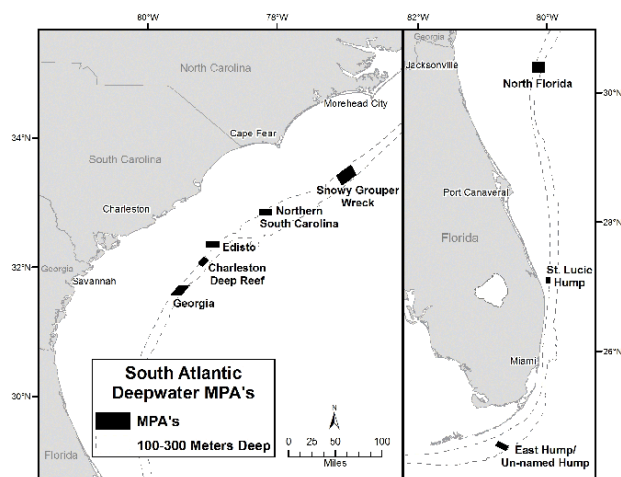 80°W
78°W
82°W
80°W
Georgia
North Carolina
Jacksonville
North Florida
30°N
Morehead City
34°N
Cape Fear
South Carolina
Snowy Grouper
Wreck
Port Canaveral
Charleston
Northern
South Carolina
28°N
Edisto
Florida
32°N
Georgia
Charleston
Deep Reef
St. Lucie
Hump
Savannah
Georgia
South Atlantic
Deepwater MPA's
Miami
26°N
30°N
MPA's
N
100-300 Meters Deep
0 25 50 100
Miles
East Hump/
Un-named Hump
Florida